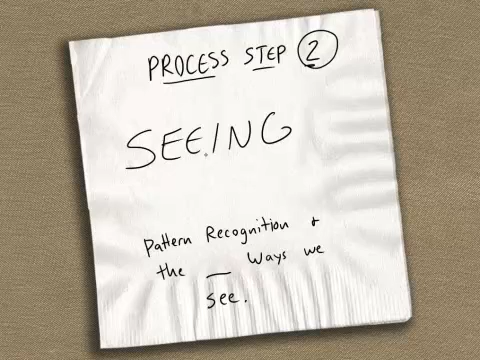 PROCESS STEP 2
SEEING
Pattern Recognition &
the __ Ways we
see.